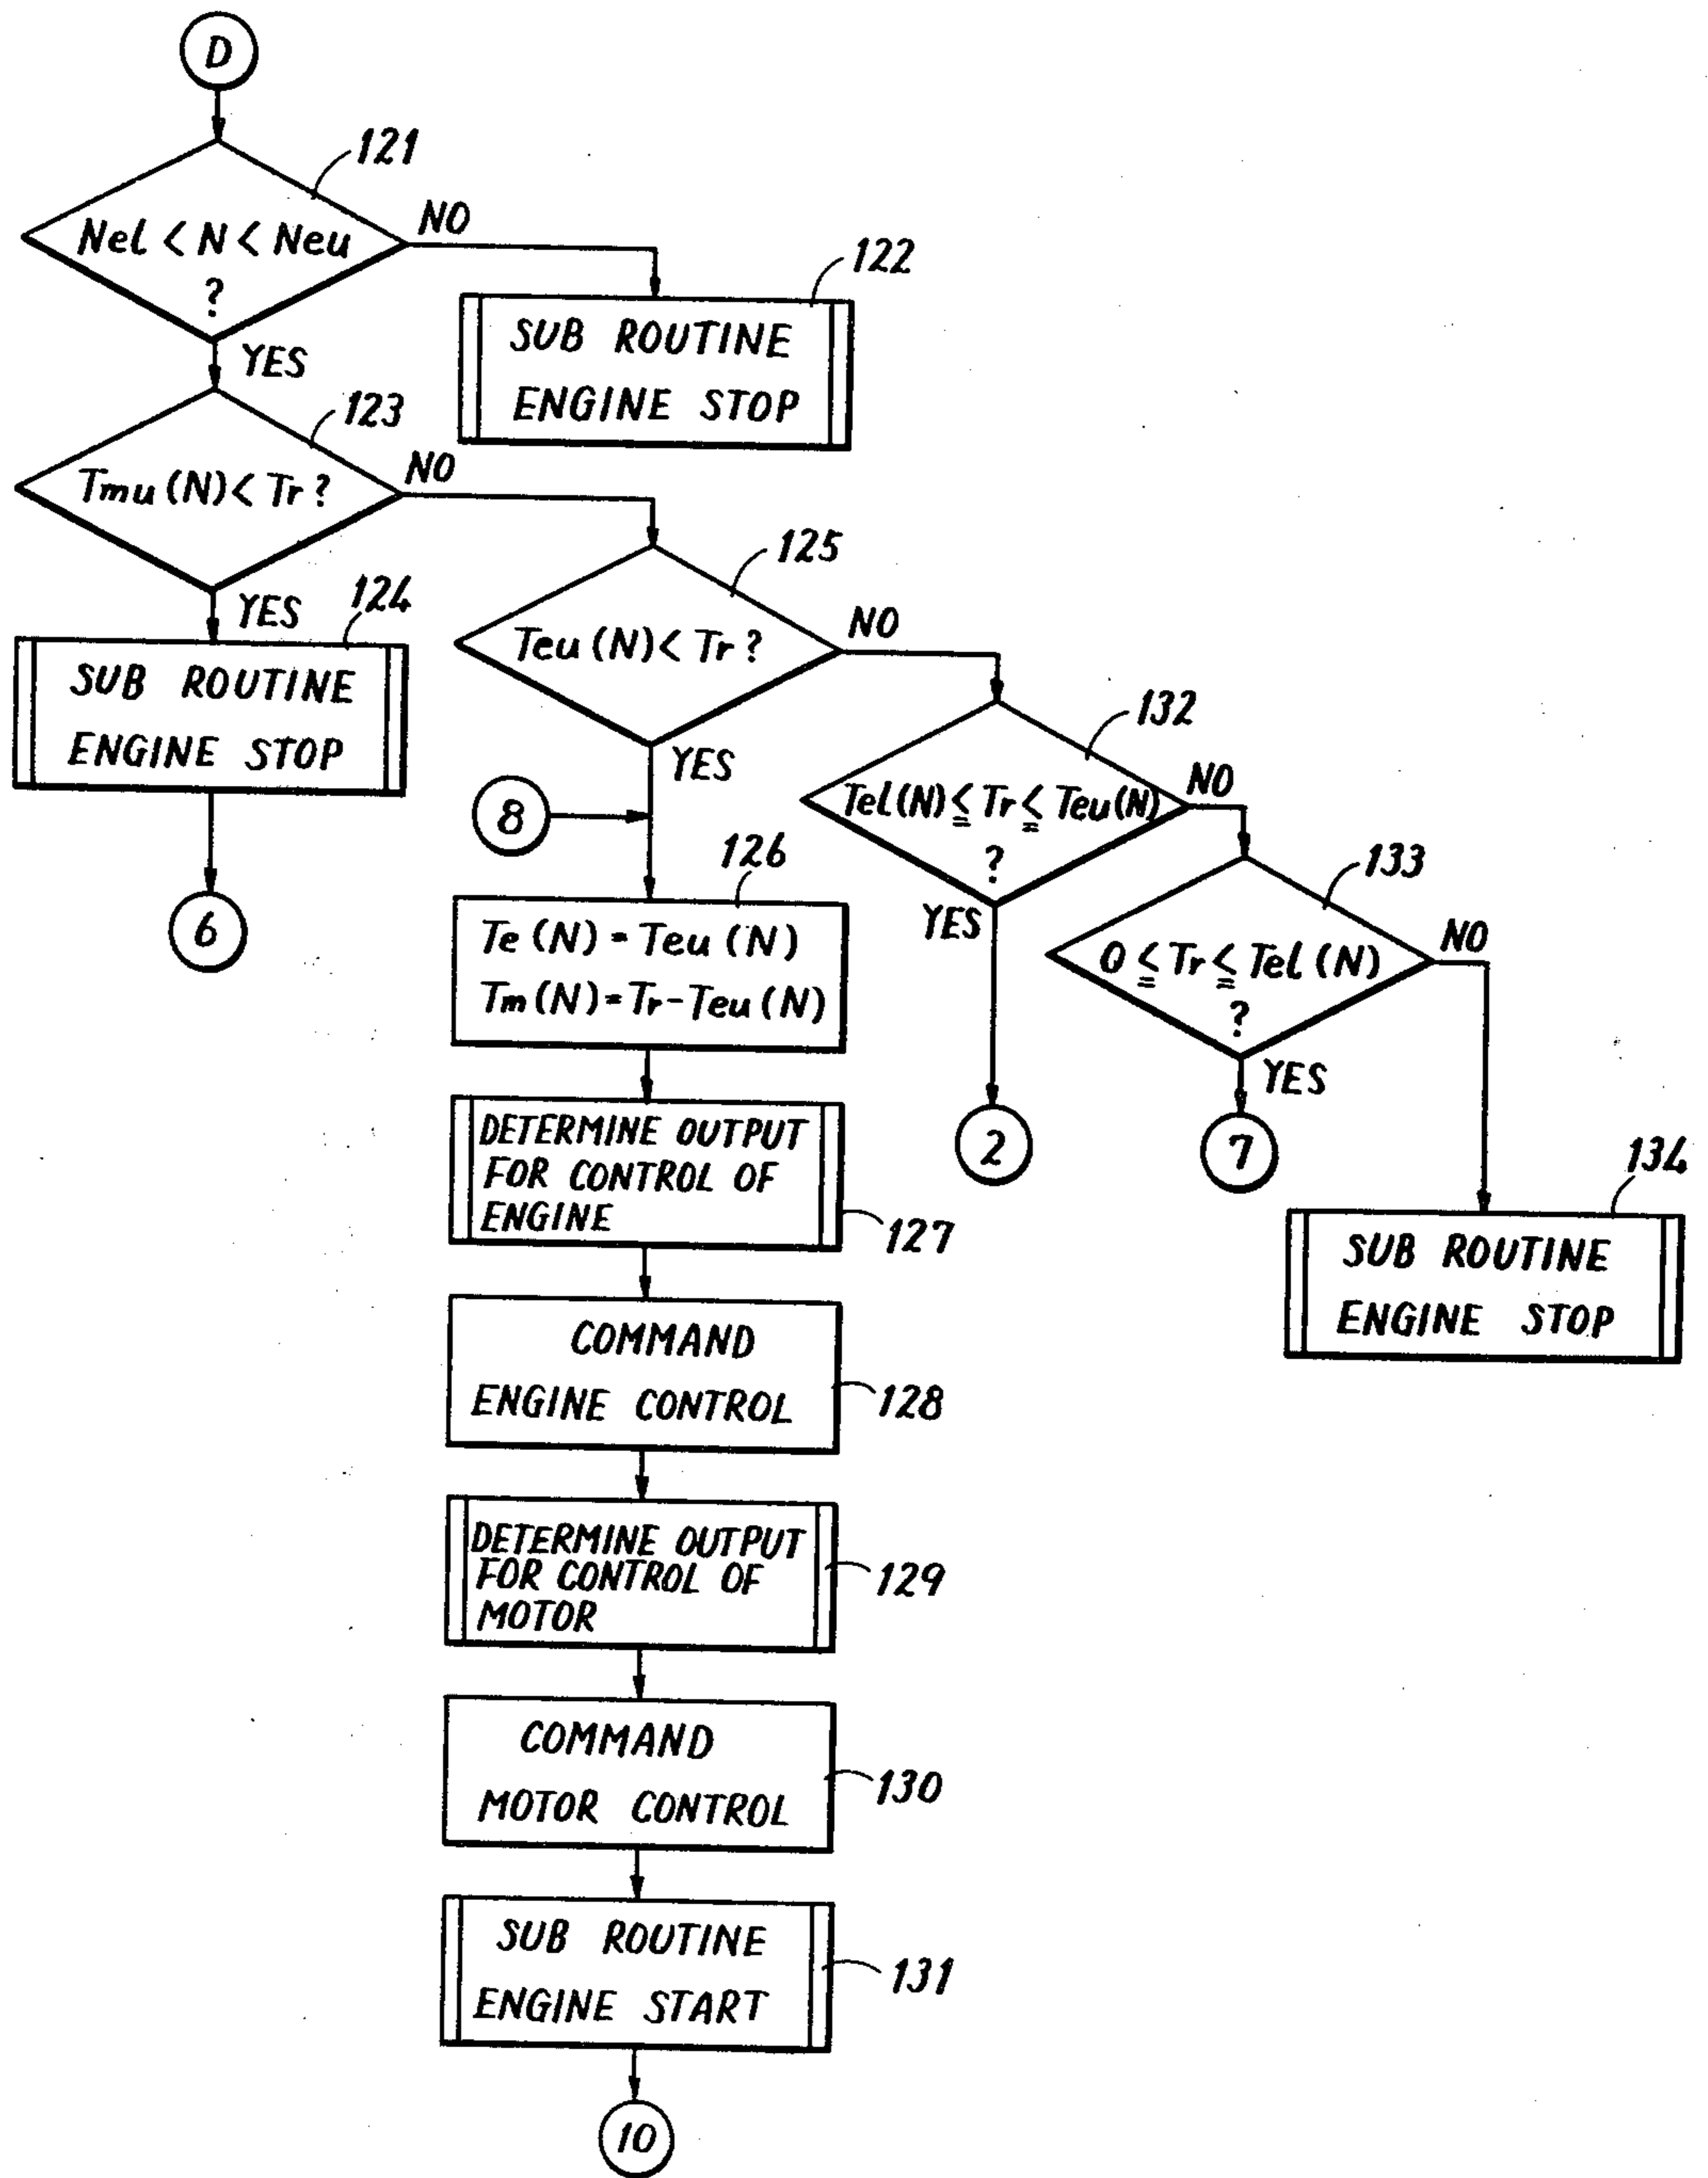 D
121
Nel < N < Neu
?
NO
YES
122
SUB ROUTINE
ENGINE STOP
123
Tmu (N) < Tr ?
NO
YES
124
SUB ROUTINE
ENGINE STOP
6
125
Teu (N) < Tr ?
NO
YES
8
126
Te (N) = Teu (N)
Tm (N) = Tr - Teu (N)
DETERMINE OUTPUT
FOR CONTROL OF
ENGINE
127
COMMAND
ENGINE CONTROL
128
DETERMINE OUTPUT
FOR CONTROL OF
MOTOR
129
COMMAND
MOTOR CONTROL
130
SUB ROUTINE
ENGINE START
131
10
132
Tel (N) ≦ Tr ≦ Teu (N)
?
NO
YES
2
133
0 ≦ Tr ≦ Tel (N)
?
NO
YES
7
134
SUB ROUTINE
ENGINE STOP